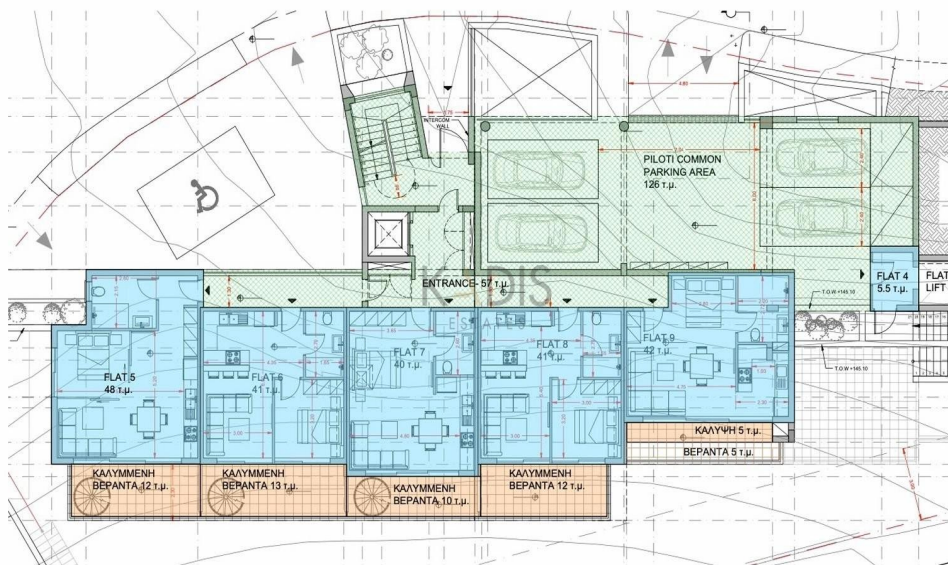 INTERCOM
WALL
PILOTI COMMON
PARKING AREA
126 τ.μ.
ENTRANCE- 57 τ.μ.
KADIS
ESTATES
FLAT 4
5.5 τ.μ.
FLAT
LIFT
T.O.W +145.10
T.O.W +145.10
FLAT 5
48 τ.μ.
FLAT 6
41 τ.μ.
FLAT 7
40 τ.μ.
FLAT 8
41 τ.μ.
FLAT 9
42 τ.μ.
ΚΑΛΥΨΗ 5 τ.μ.
ΒΕΡΑΝΤΑ 5 τ.μ.
ΚΑΛΥΜΜΕΝΗ
ΒΕΡΑΝΤΑ 12 τ.μ.
ΚΑΛΥΜΜΕΝΗ
ΒΕΡΑΝΤΑ 13 τ.μ.
ΚΑΛΥΜΜΕΝΗ
ΒΕΡΑΝΤΑ 10 τ.μ.
ΚΑΛΥΜΜΕΝΗ
ΒΕΡΑΝΤΑ 12 τ.μ.